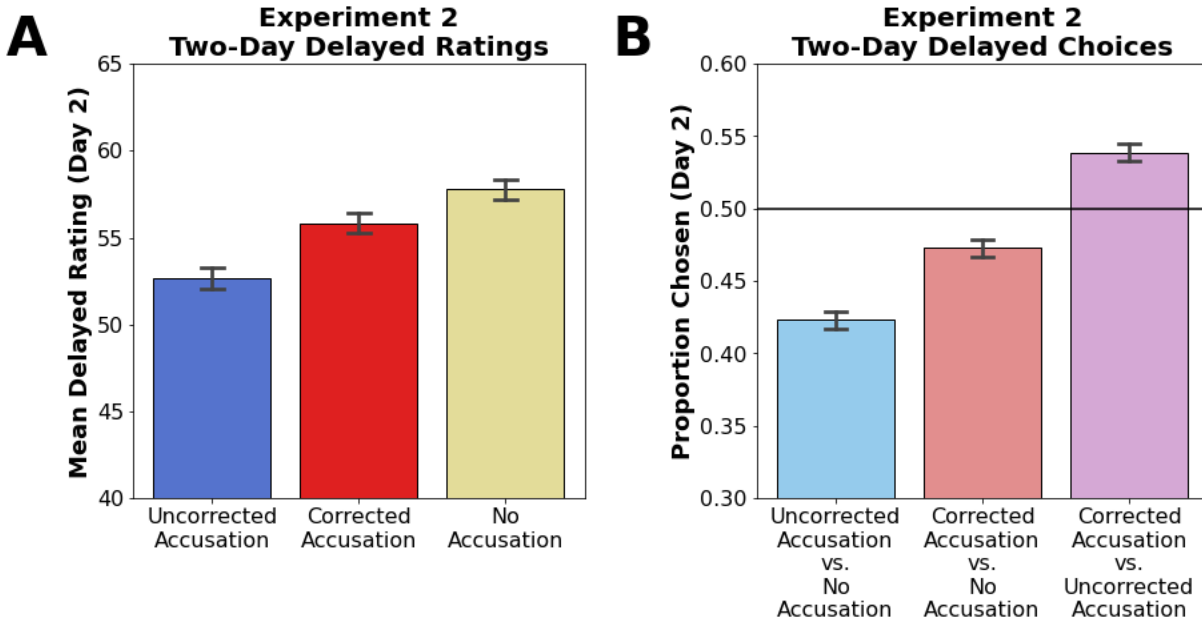 A
Experiment 2
Two-Day Delayed Ratings
Mean Delayed Rating (Day 2)
65
60
55
50
45
40
Uncorrected
Accusation
Corrected
Accusation
No
Accusation
B
Experiment 2
Two-Day Delayed Choices
Proportion Chosen (Day 2)
0.60
0.55
0.50
0.45
0.40
0.35
0.30
Uncorrected
Accusation
vs.
No
Accusation
Corrected
Accusation
vs.
No
Accusation
Corrected
Accusation
vs.
Uncorrected
Accusation